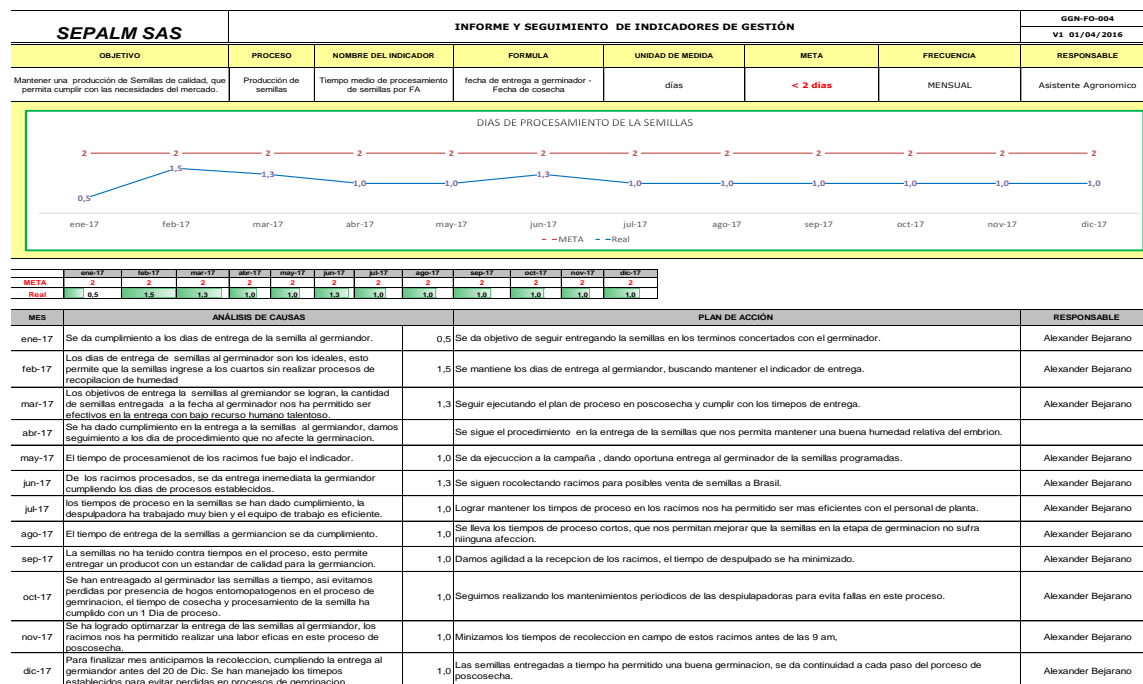 SEPALM SAS
INFORME Y SEGUIMIENTO DE INDICADORES DE GESTIÓN
GGN-FO-004
V1 01/04/2016
OBJETIVO PROCESO NOMBRE DEL INDICADOR FORMULA UNIDAD DE MEDIDA META FRECUENCIA RESPONSABLE
Mantener una producción de Semillas de calidad, que
permita cumplir con las necesidades del mercado.
Producción de
semillas
Tiempo medio de procesamiento
de semillas por FA
fecha de entrega a germinador -
Fecha de cosecha
días
< 2 días
MENSUAL
Asistente Agronomico
DIAS DE PROCESAMIENTO DE LA SEMILLAS
2 2 2 2 2 2 2 2 2 2 2 2
0,5 1,5 1,3 1,0 1,0 1,3 1,0 1,0 1,0 1,0 1,0 1,0
ene-17 feb-17 mar-17 abr-17 may-17 jun-17 jul-17 ago-17 sep-17 oct-17 nov-17 dic-17
META Real
ene-17 feb-17 mar-17 abr-17 may-17 jun-17 jul-17 ago-17 sep-17 oct-17 nov-17 dic-17
META 2 2 2 2 2 2 2 2 2 2 2 2
Real 0,5 1,5 1,3 1,0 1,0 1,3 1,0 1,0 1,0 1,0 1,0 1,0
MES ANÁLISIS DE CAUSAS PLAN DE ACCIÓN RESPONSABLE
ene-17 Se da cumplimiento a los dias de entrega de la semilla al germiandor. 0,5 Se da objetivo de seguir entregando la semillas en los terminos concertados con el germinador. Alexander Bejarano
feb-17
Los dias de entrega de semillas al germinador son los ideales, esto
permite que la semillas ingrese a los cuartos sin realizar procesos de
recopilacion de humedad
1,5 Se mantiene los dias de entrega al germiandor, buscando mantener el indicador de entrega. Alexander Bejarano
mar-17
Los objetivos de entrega la semillas al gremiandor se logran, la cantidad
de semillas entregada a la fecha al germinador nos ha permitido ser
efectivos en la entrega con bajo recurso humano talentoso.
1,3 Seguir ejecutando el plan de proceso en poscosecha y cumplir con los timepos de entrega. Alexander Bejarano
abr-17
Se ha dado cumplimiento en la entrega a la semillas al germiandor, damos
seguimiento a los dia de procedimiento que no afecte la germinacion.
Se sigue el procedimiento en la entrega de la semillas que nos permita mantener una buena humedad relativa del embrion.
may-17 El tiempo de procesamienot de los racimos fue bajo el indicador. 1,0 Se da ejecuccion a la campaña , dando oportuna entrega al germinador de la semillas programadas. Alexander Bejarano
jun-17
De los racimos procesados, se da entrega inemediata la germiandor
cumpliendo los dias de procesos establecidos.
1,3 Se siguen rocolectando racimos para posibles venta de semillas a Brasil. Alexander Bejarano
jul-17
los tiempos de proceso en la semillas se han dado cumplimiento, la
despulpadora ha trabajado muy bien y el equipo de trabajo es eficiente.
1,0 Lograr mantener los timpos de proceso en los racimos nos ha permitido ser mas eficientes con el personal de planta. Alexander Bejarano
ago-17 El tiempo de entrega de la semillas a germiancion se da cumplimiento. 1,0
Se lleva los tiempos de proceso cortos, que nos permitan mejorar que la semillas en la etapa de germinacion no sufra
niinguna afeccion.
Alexander Bejarano
sep-17
La semillas no ha tenido contra tiempos en el proceso, esto permite
entregar un producot con un estandar de calidad para la germiancion.
1,0 Damos agilidad a la recepcion de los racimos, el tiempo de despulpado se ha minimizado. Alexander Bejarano
oct-17
Se han entreagado al germinador las semillas a tiempo, asi evitamos
perdidas por presencia de hogos entomopatogenos en el proceso de
gemrinacion, el tiempo de cosecha y procesamiento de la semilla ha
cumplido con un 1 Dia de proceso.
1,0 Seguimos realizando los mantenimientos periodicos de las despiulapadoras para evita fallas en este proceso. Alexander Bejarano
nov-17
Se ha logrado optimarzar la entrega de las semillas al germinador, los
racimos nos ha permitido realizar una labor eficas en este proceso de
poscosecha.
1,0 Minimizamos los tiempos de recoleccion en campo de estos racimos antes de las 9 am, Alexander Bejarano
dic-17
Para finalizar mes anticipamos la recoleccion, cumpliendo la entrega al
germiandor antes del 20 de Dic. Se han manejado los timepos
establecidos para evitar perdidas en procesos de gemrinacion
1,0
Las semillas entregadas a tiempo ha permitido una buena germinacion, se da continuidad a cada paso del porceso de
poscosecha.
Alexander Bejarano